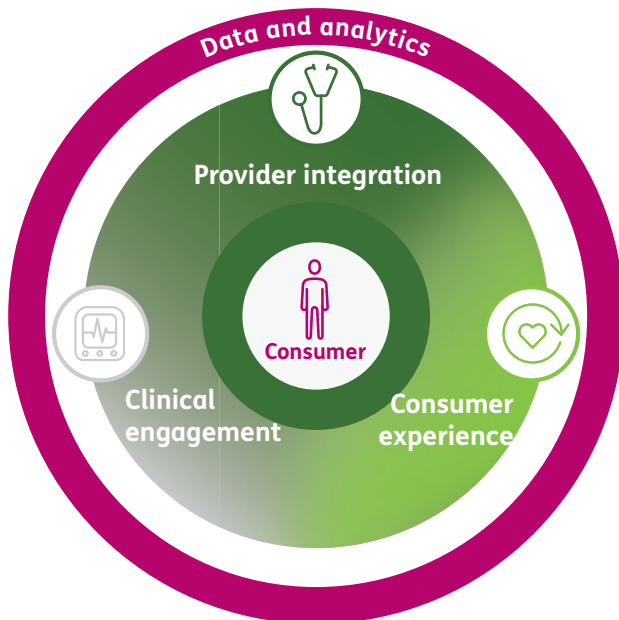 Data and analytics
Provider integration
Consumer
Clinical
engagement
Consumer
experience